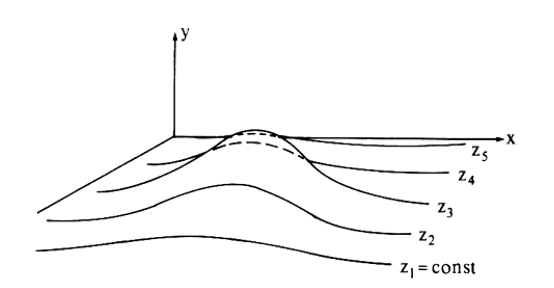 y
x
z₅
z₄
z₃
z₂
z₁ = const